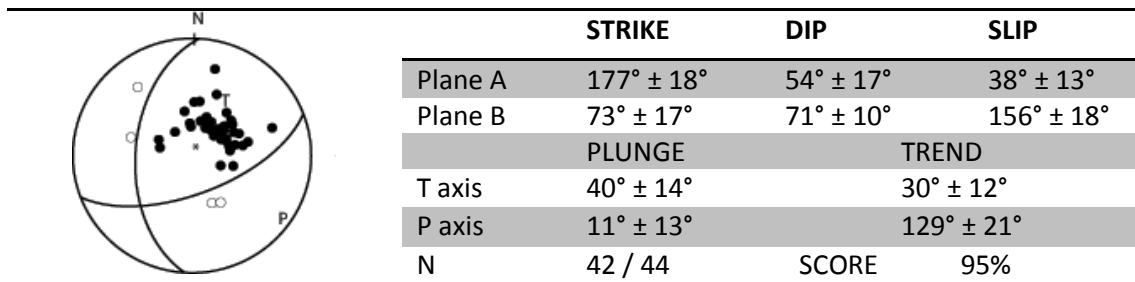 N
T
P
STRIKE DIP SLIP
Plane A 177° ± 18° 54° ± 17° 38° ± 13°
Plane B 73° ± 17° 71° ± 10° 156° ± 18°
PLUNGE TREND
T axis 40° ± 14° 30° ± 12°
P axis 11° ± 13° 129° ± 21°
N 42 / 44 SCORE 95%